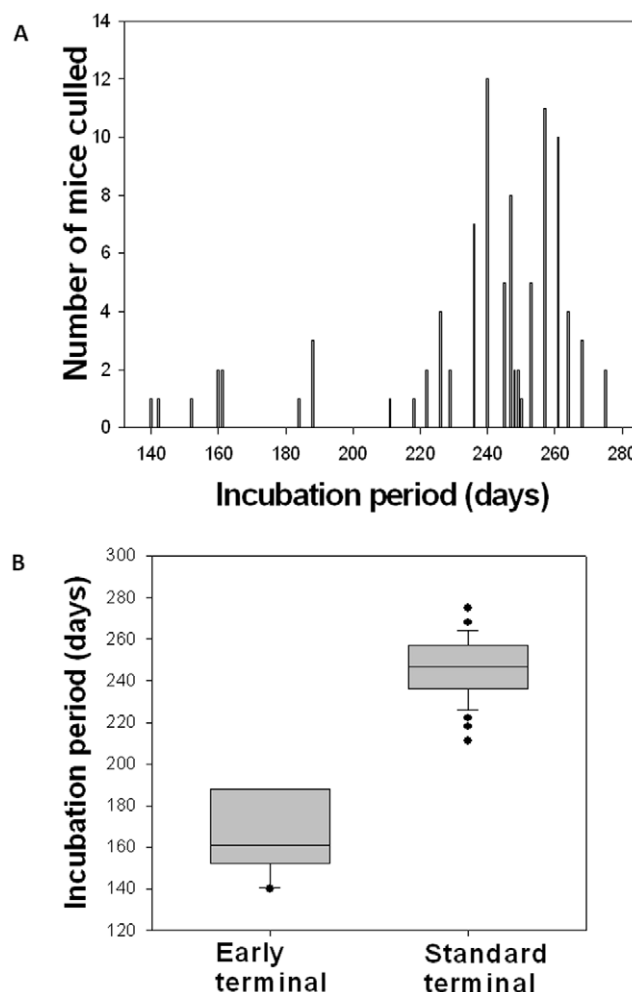 A
Number of mice culled
14
12
10
8
6
4
2
0
140 160 180 200 220 240 260 280
Incubation period (days)
B
Incubation period (days)
300
280
260
240
220
200
180
160
140
120
Early terminal
Standard terminal